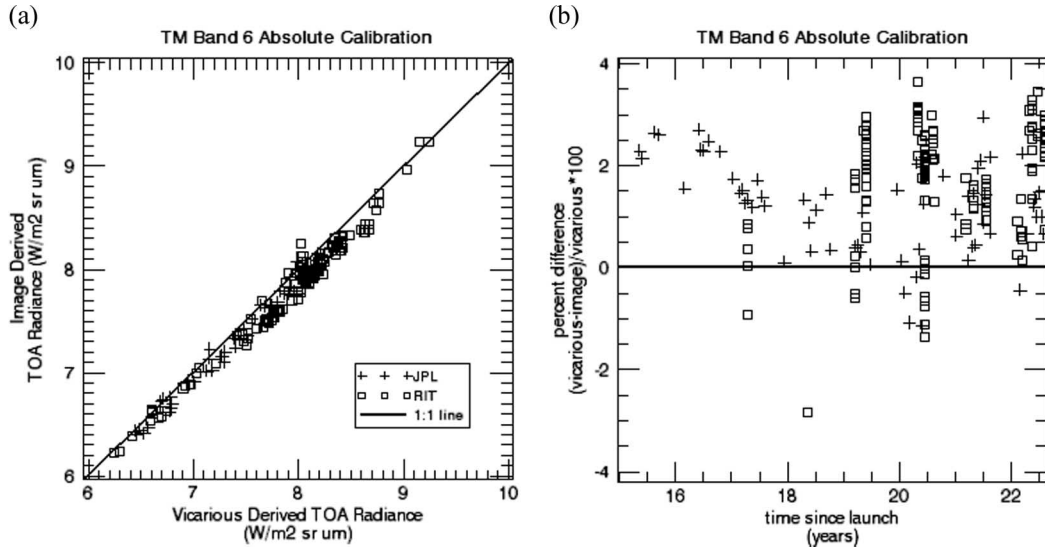 (a)
TM Band 6 Absolute Calibration
10
9
8
7
6
Image Derived
TOA Radiance (W/m2 sr um)
+ + +JPL
RIT
1:1 line
6 7 8 9 10
Vicarious Derived TOA Radiance
(W/m2 sr um)
(b)
TM Band 6 Absolute Calibration
4
2
0
-2
-4
percent difference
(vicarious-image)/vicarious*100
16 18 20 22
time since launch
(years)